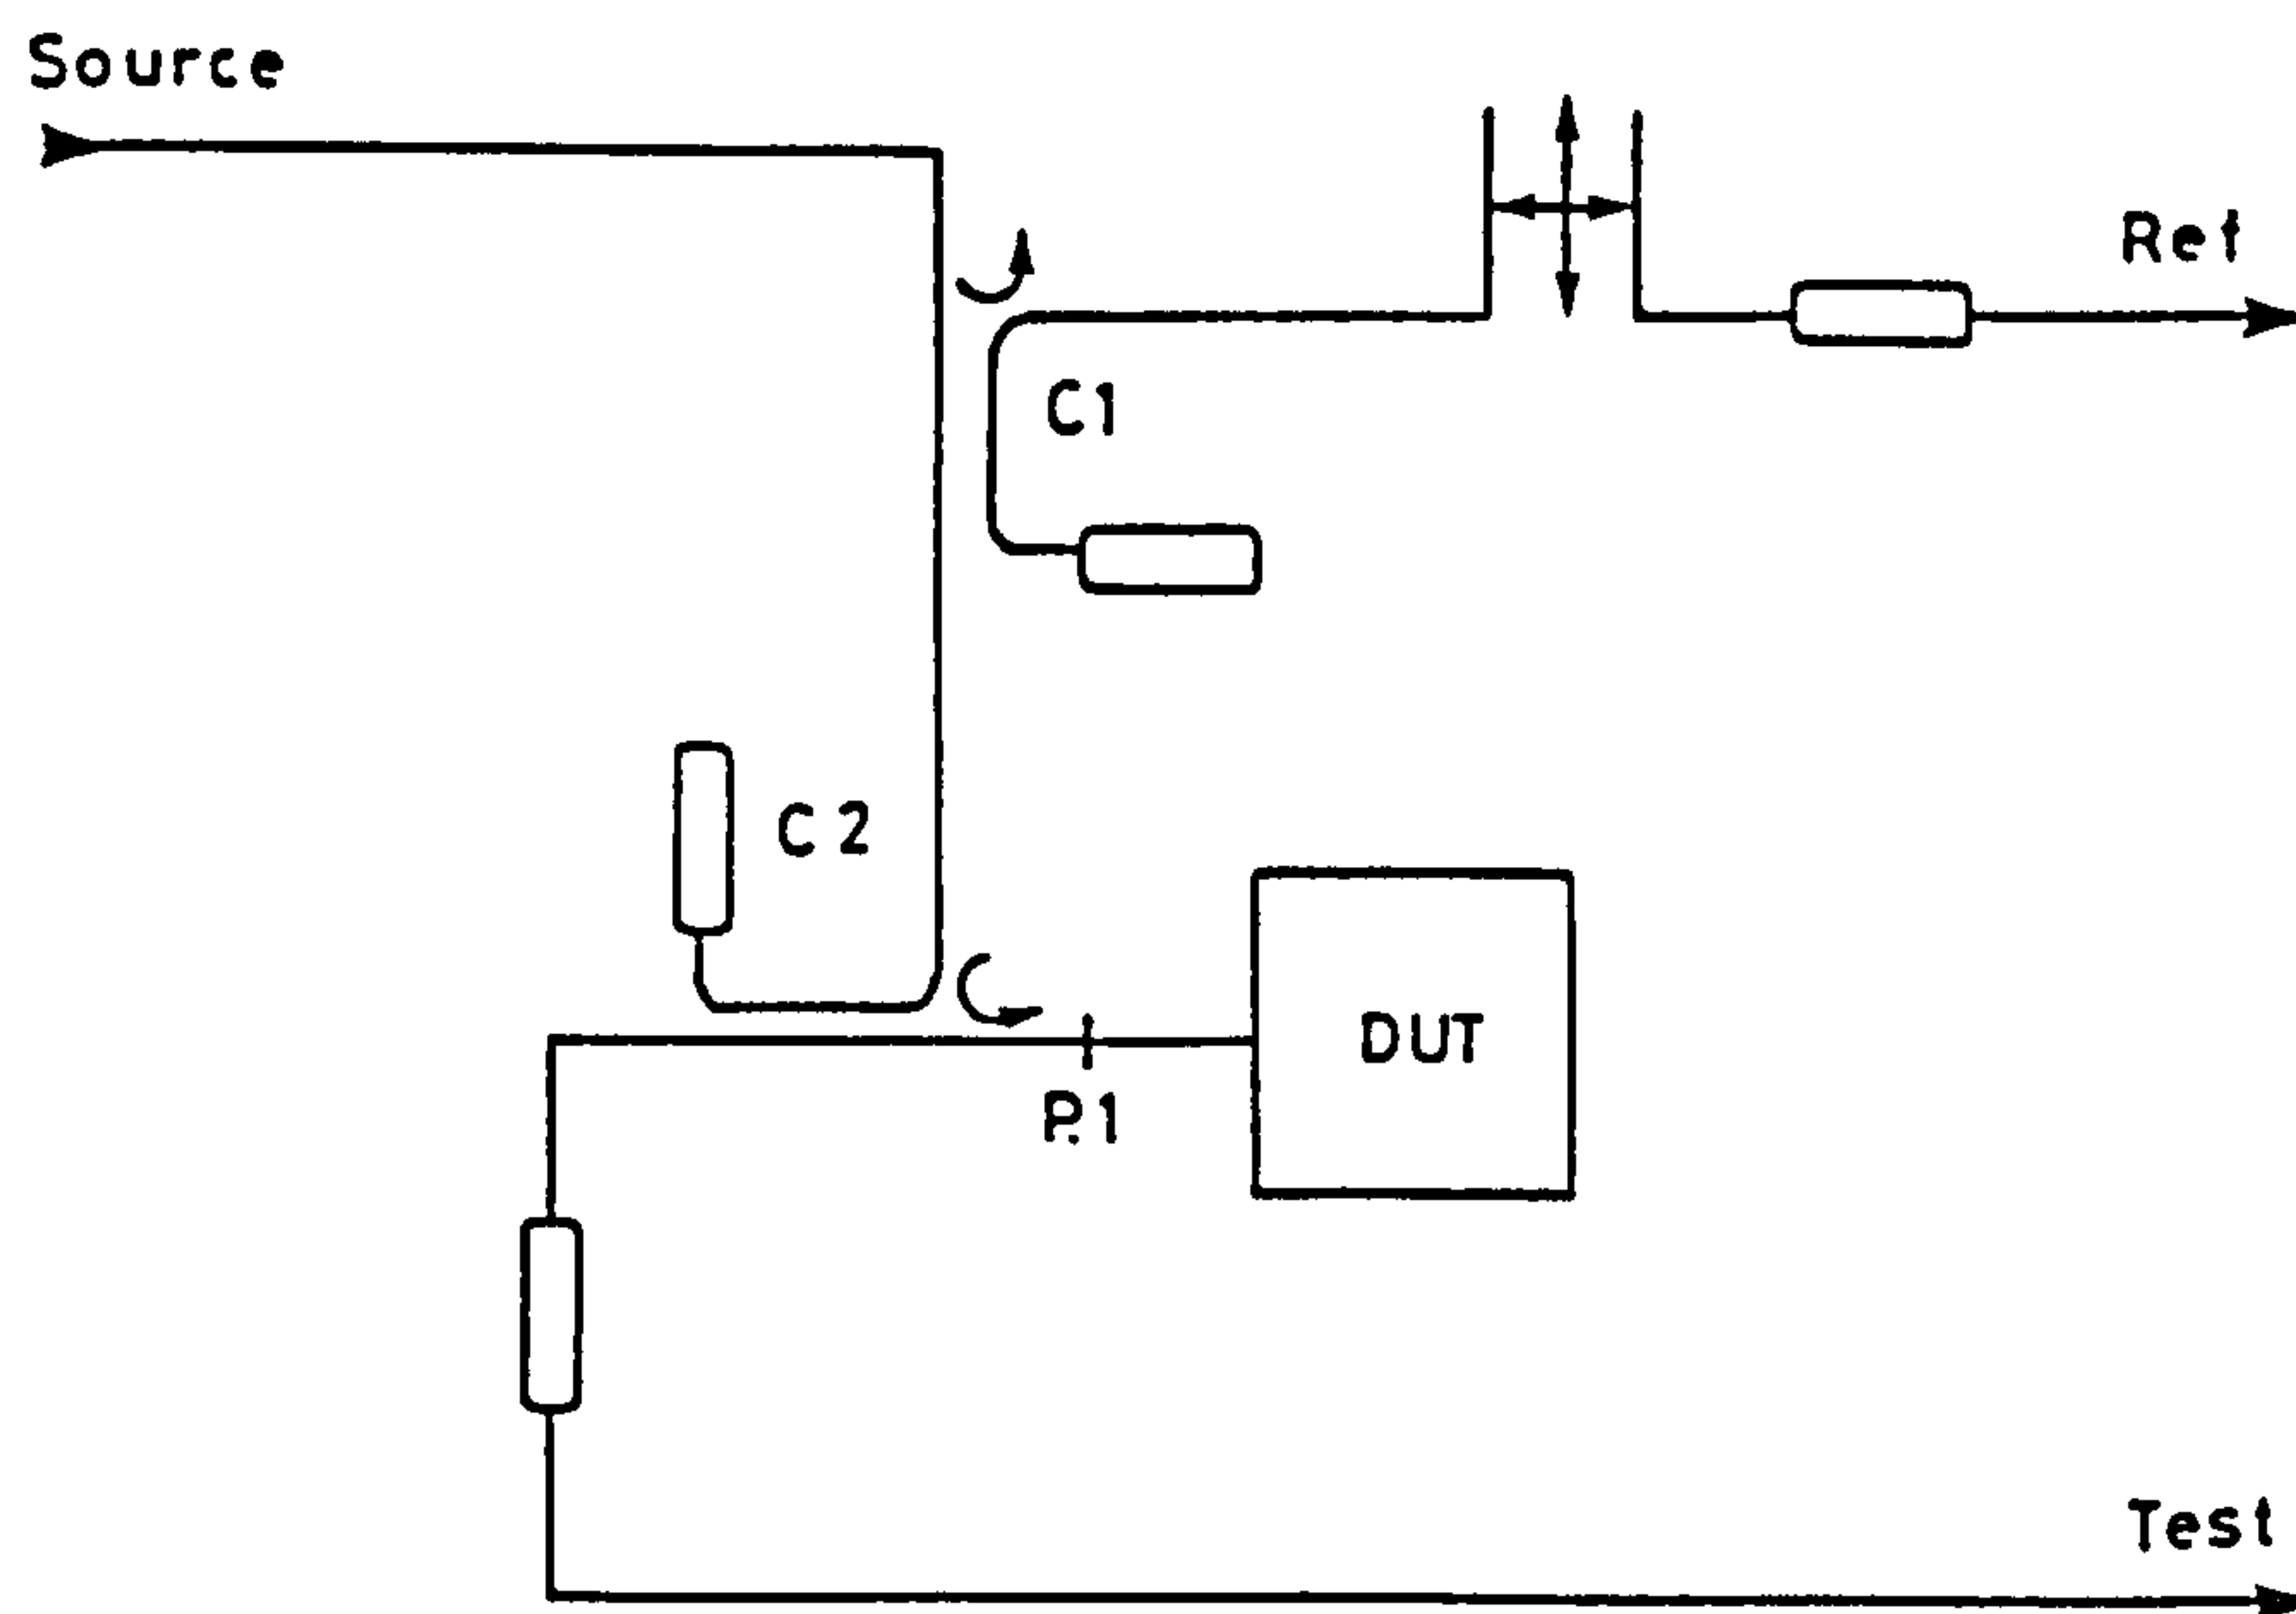 Source
Ref
C1
C2
DUT
P.1
Test